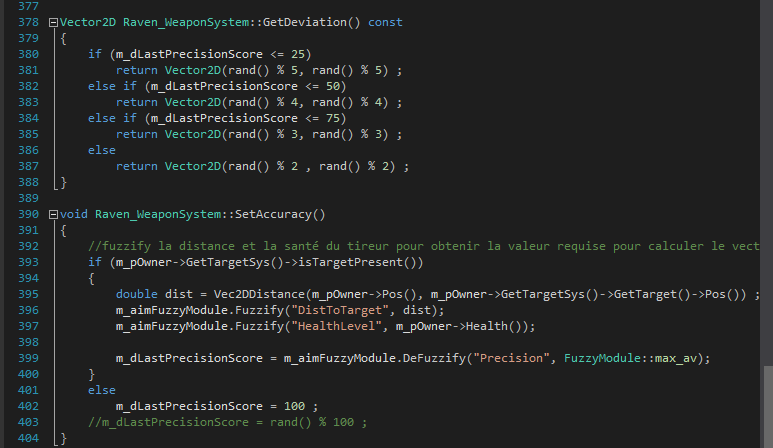 377
378 Vector2D Raven_WeaponSystem::GetDeviation() const
379 {
380     if (m_dLastPrecisionScore <= 25)
381         return Vector2D(rand() % 5, rand() % 5) ;
382     else if (m_dLastPrecisionScore <= 50)
383         return Vector2D(rand() % 4, rand() % 4) ;
384     else if (m_dLastPrecisionScore <= 75)
385         return Vector2D(rand() % 3, rand() % 3) ;
386     else
387         return Vector2D(rand() % 2 , rand() % 2) ;
388 }
389
390 void Raven_WeaponSystem::SetAccuracy()
391 {
392     //fuzzify la distance et la santé du tireur pour obtenir la valeur requise pour calculer le vect
393     if (m_pOwner->GetTargetSys()->isTargetPresent())
394     {
395         double dist = Vec2DDistance(m_pOwner->Pos(), m_pOwner->GetTargetSys()->GetTarget()->Pos()) ;
396         m_aimFuzzyModule.Fuzzify("DistToTarget", dist);
397         m_aimFuzzyModule.Fuzzify("HealthLevel", m_pOwner->Health());
398
399         m_dLastPrecisionScore = m_aimFuzzyModule.DeFuzzify("Precision", FuzzyModule::max_av);
400     }
401     else
402         m_dLastPrecisionScore = 100 ;
403     //m_dLastPrecisionScore = rand() % 100 ;
404 }